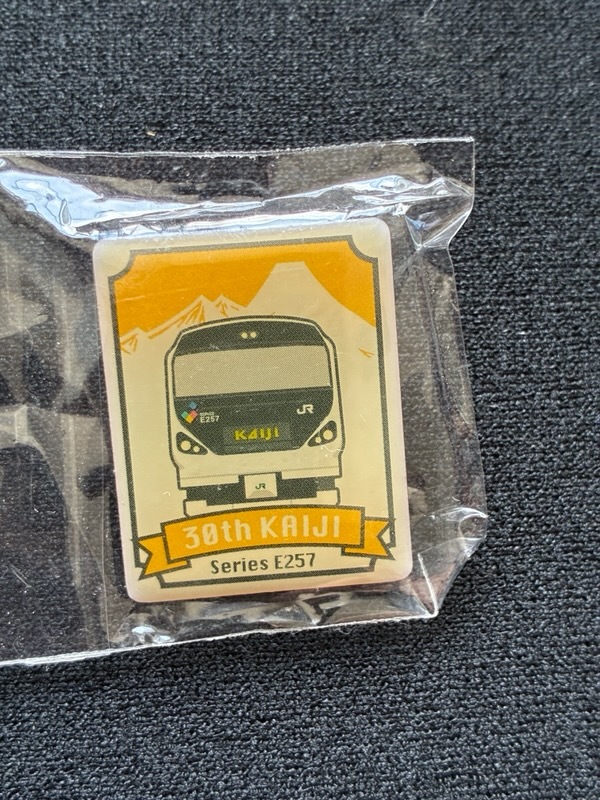 SERIES
E257
JR
KAIJI
JR
30th KAIJI
Series E257